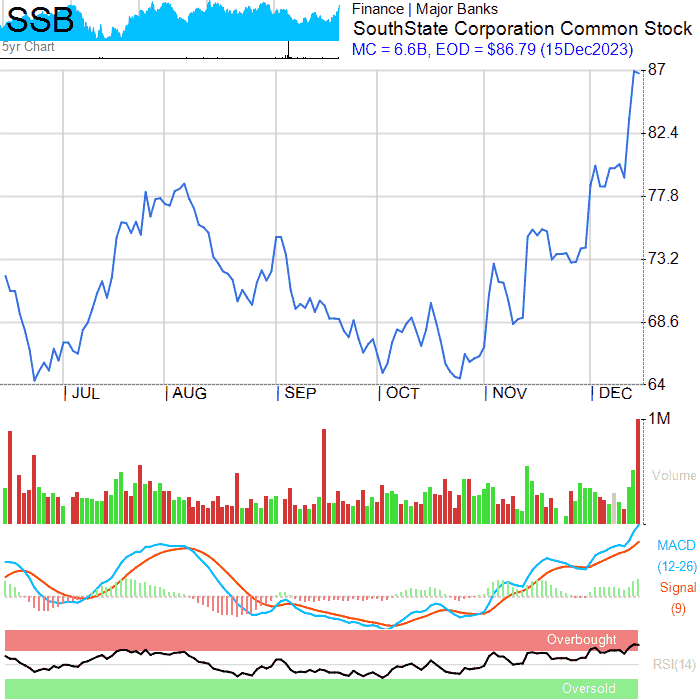 SSB
5yr Chart
Finance | Major Banks
SouthState Corporation Common Stock
MC = 6.6B, EOD = $86.79 (15Dec2023)
87
82.4
77.8
73.2
68.6
64
| JUL | AUG | SEP | OCT | NOV | DEC
1M
Volume
MACD
(12-26)
Signal
(9)
Overbought
RSI(14)
Oversold